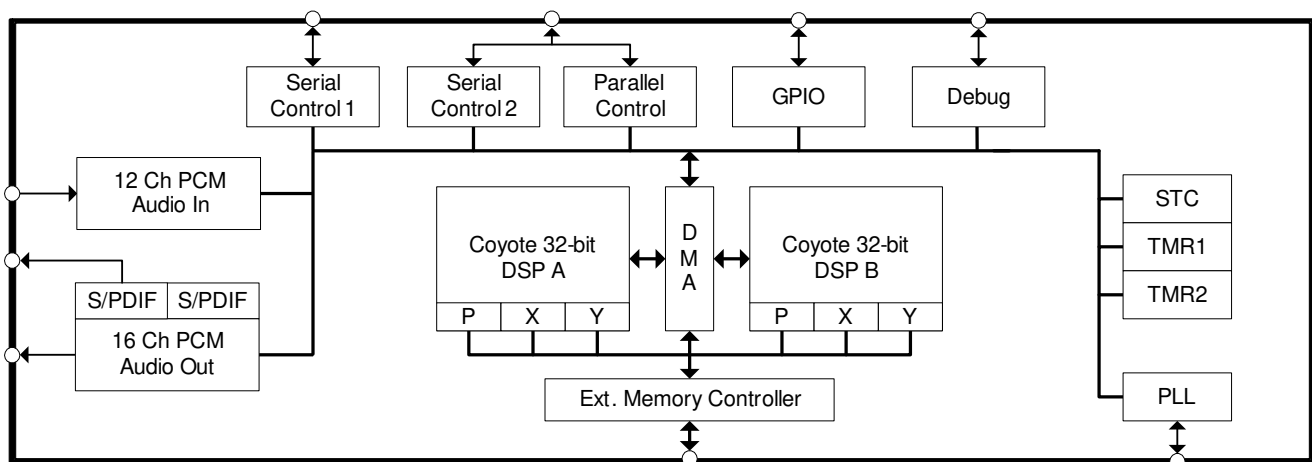 Serial
Control 1
Serial
Control 2
Parallel
Control
GPIO
Debug
12 Ch PCM
Audio In
S/PDIF
S/PDIF
16 Ch PCM
Audio Out
Coyote 32-bit
DSP A
P
X
Y
D
M
A
Coyote 32-bit
DSP B
P
X
Y
Ext. Memory Controller
STC
TMR1
TMR2
PLL